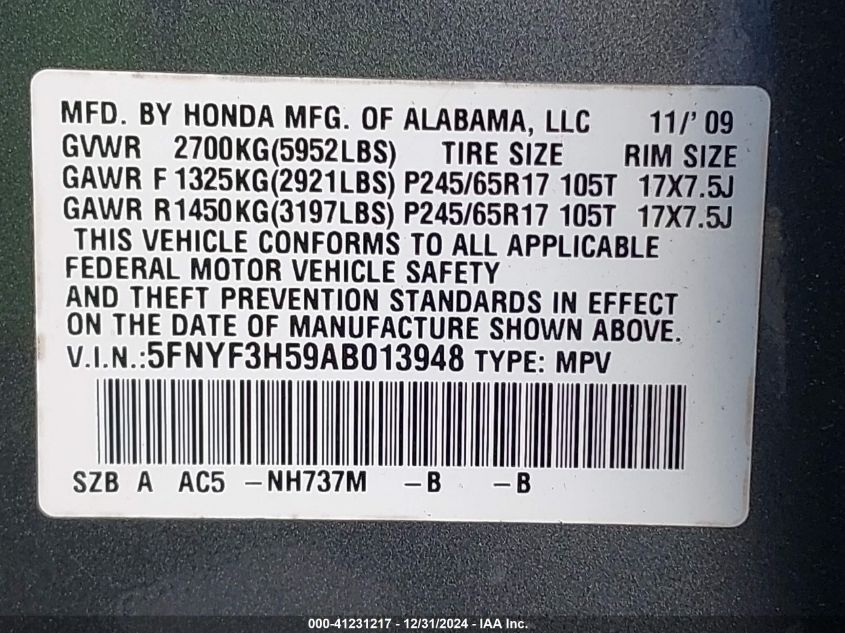 MFD. BY HONDA MFG. OF ALABAMA, LLC 11/' 09
GVWR 2700KG(5952LBS) TIRE SIZE RIM SIZE
GAWR F 1325KG(2921LBS) P245/65R17 105T 17X7.5J
GAWR R1450KG(3197LBS) P245/65R17 105T 17X7.5J
THIS VEHICLE CONFORMS TO ALL APPLICABLE
FEDERAL MOTOR VEHICLE SAFETY
AND THEFT PREVENTION STANDARDS IN EFFECT
ON THE DATE OF MANUFACTURE SHOWN ABOVE.
V.I.N.:5FNYF3H59AB013948 TYPE: MPV
SZB A AC5 -NH737M -B -B
000-41231217 - 12/31/2024 - IAA Inc.